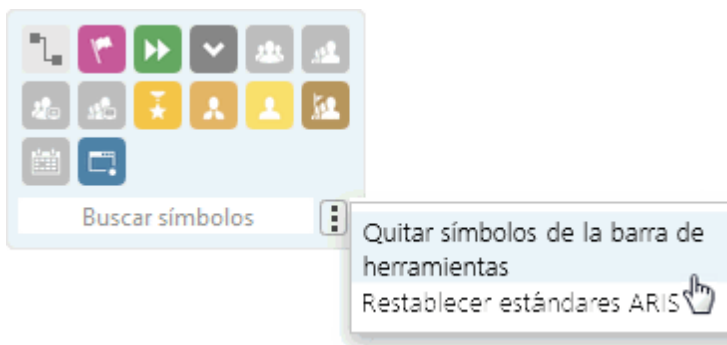 Buscar símbolos
Quitar símbolos de la barra de
herramientas
Restablecer estándares ARIS